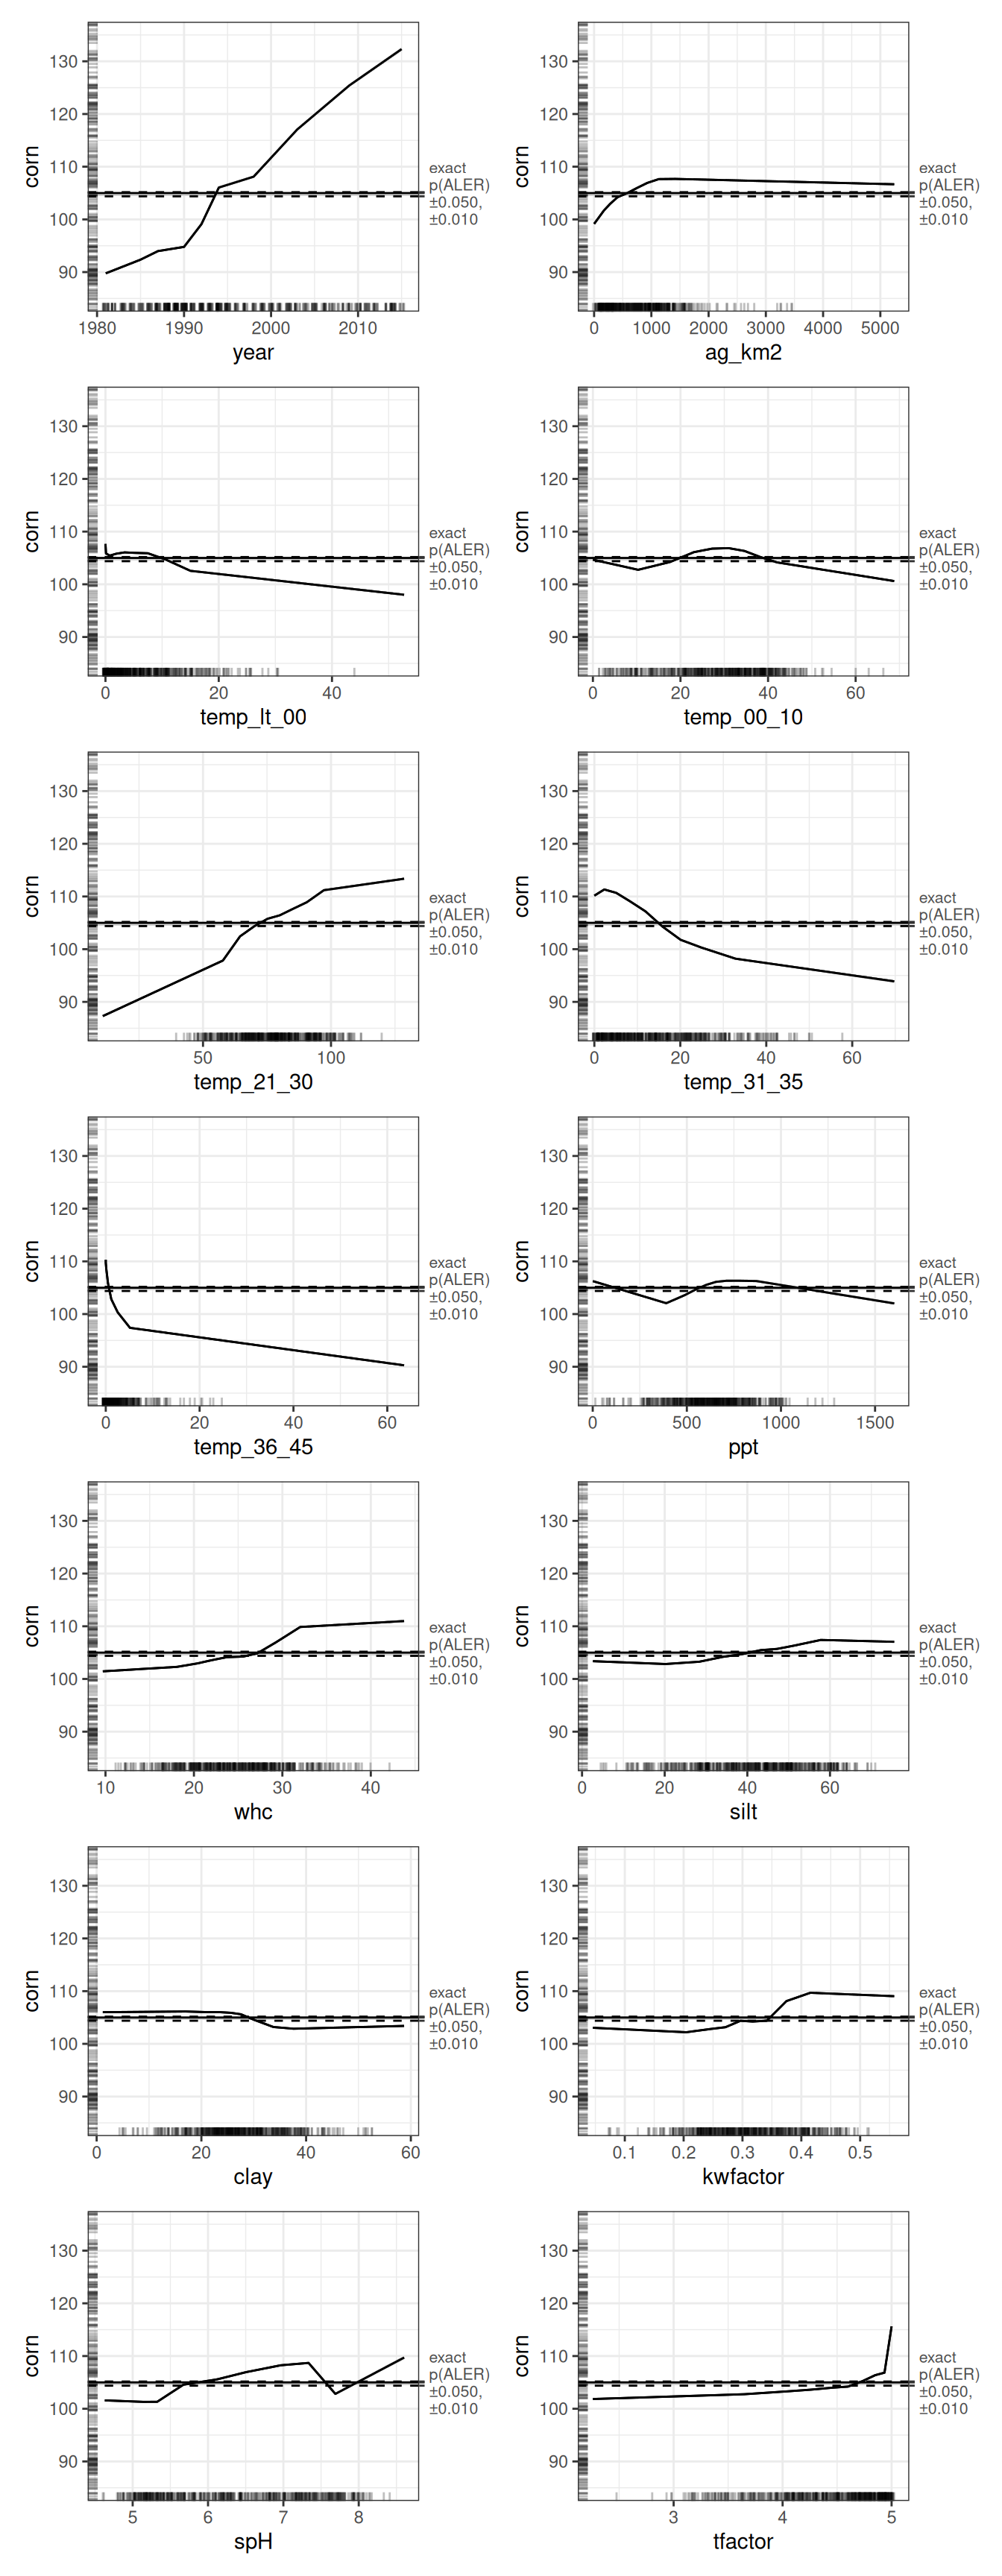 corn
130
120
110
100
90
exact
p(ALER)
±0.050,
±0.010
1980 1990 2000 2010
year
corn
130
120
110
100
90
exact
p(ALER)
±0.050,
±0.010
0 1000 2000 3000 4000 5000
ag_km2
corn
130
120
110
100
90
exact
p(ALER)
±0.050,
±0.010
0 20 40
temp_lt_00
corn
130
120
110
100
90
exact
p(ALER)
±0.050,
±0.010
0 20 40 60
temp_00_10
corn
130
120
110
100
90
exact
p(ALER)
±0.050,
±0.010
50 100
temp_21_30
corn
130
120
110
100
90
exact
p(ALER)
±0.050,
±0.010
0 20 40 60
temp_31_35
corn
130
120
110
100
90
exact
p(ALER)
±0.050,
±0.010
0 20 40 60
temp_36_45
corn
130
120
110
100
90
exact
p(ALER)
±0.050,
±0.010
0 500 1000 1500
ppt
corn
130
120
110
100
90
exact
p(ALER)
±0.050,
±0.010
10 20 30 40
whc
corn
130
120
110
100
90
exact
p(ALER)
±0.050,
±0.010
0 20 40 60
silt
corn
130
120
110
100
90
exact
p(ALER)
±0.050,
±0.010
0 20 40 60
clay
corn
130
120
110
100
90
exact
p(ALER)
±0.050,
±0.010
0.1 0.2 0.3 0.4 0.5
kwfactor
corn
130
120
110
100
90
exact
p(ALER)
±0.050,
±0.010
5 6 7 8
spH
corn
130
120
110
100
90
exact
p(ALER)
±0.050,
±0.010
3 4 5
tfactor